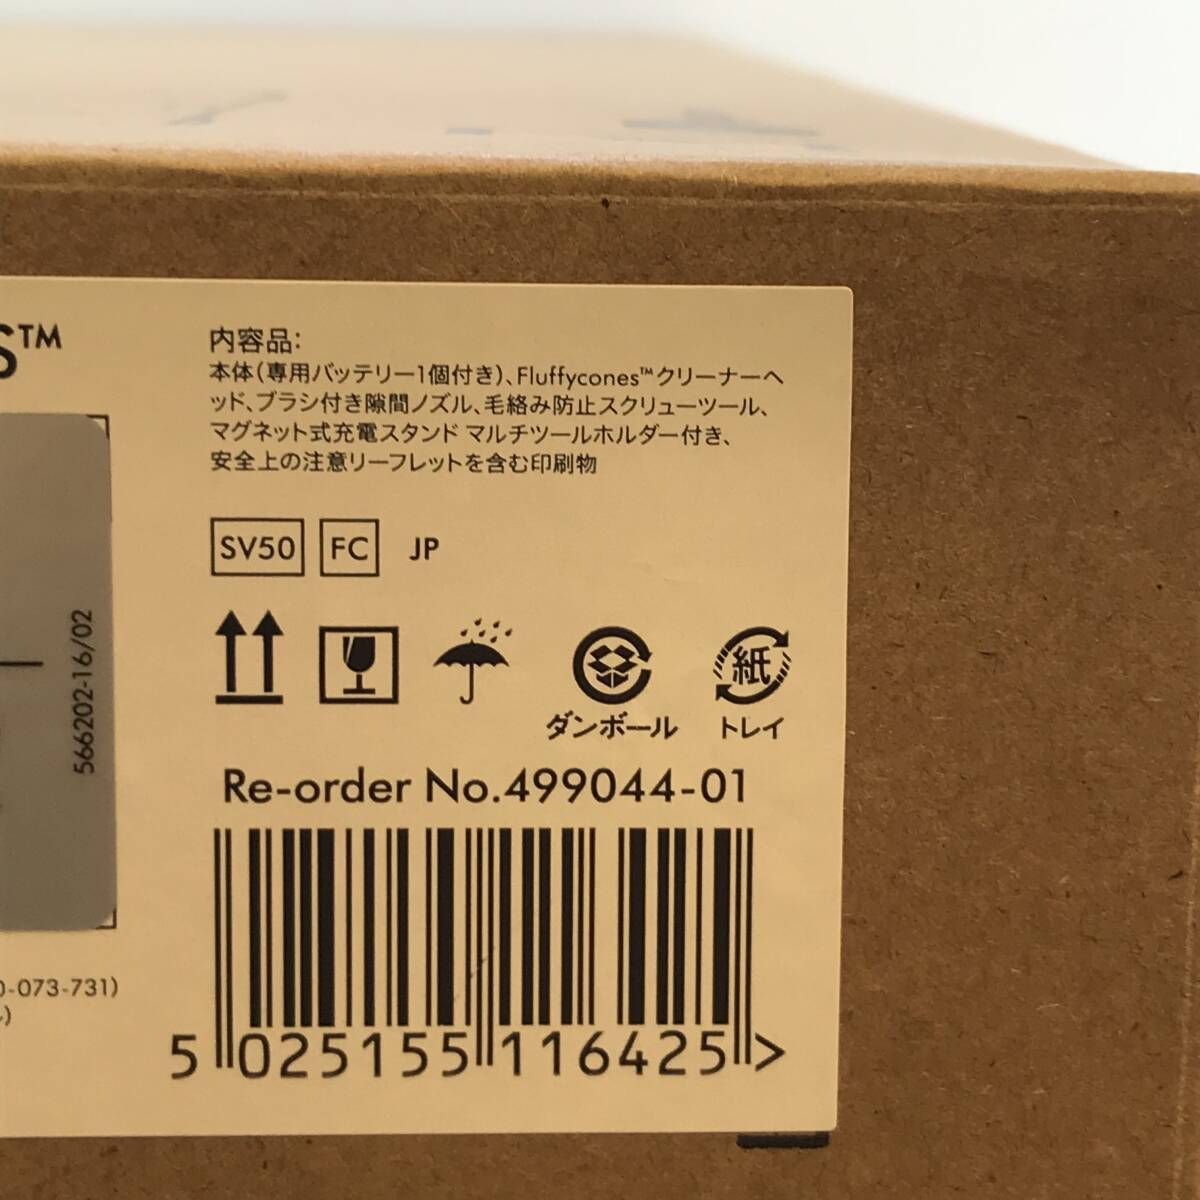 S™
内容品:
本体(専用バッテリー1個付き)、Fluffycones™クリーナーヘ
ッド、ブラシ付き隙間ノズル、毛絡み防止スクリューツール、
マグネット式充電スタンド マルチツールホルダー付き、
安全上の注意リーフレットを含む印刷物
SV50 FC JP
566202-16/02
紙
ダンボール トレイ
Re-order No.499044-01
0-073-731)
5 025155 116425 >